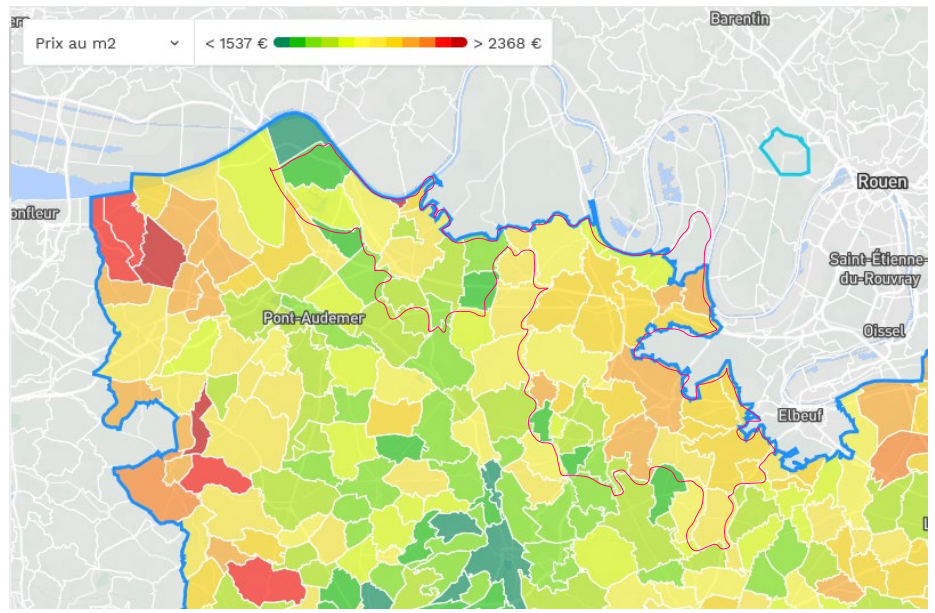 Barentin
Prix au m2
< 1537 €
> 2368 €
Rouen
onfleur
Saint-Étienne-
du-Rouvray
Pont-Audemer
Oissel
Elbeuf
L